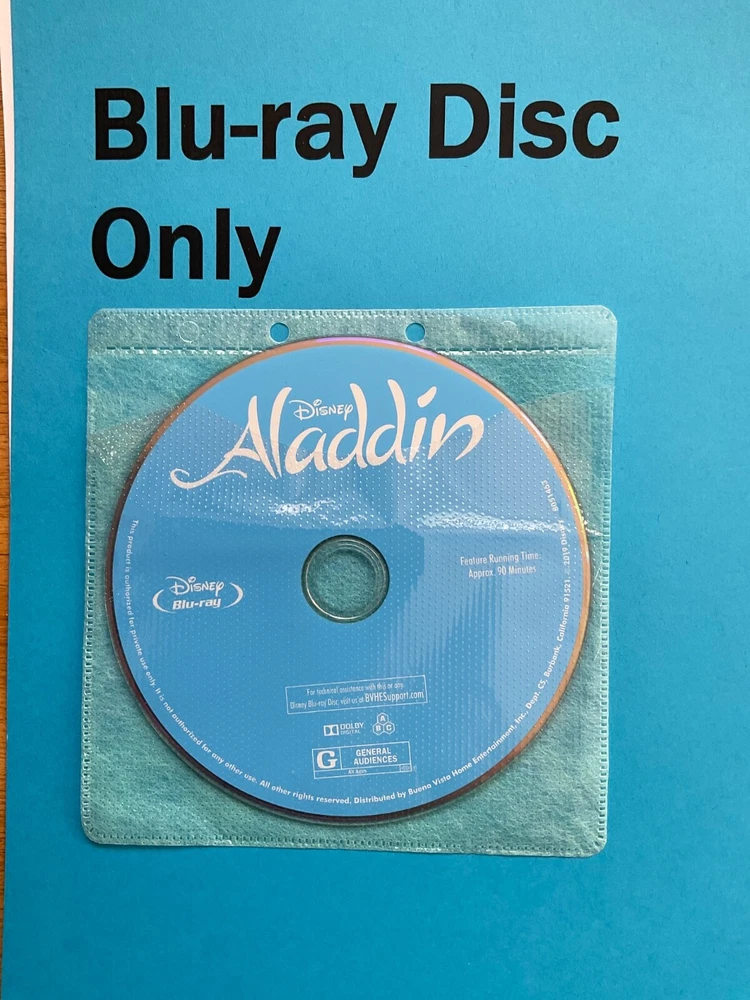 Blu-ray Disc
Only
Disney
Aladdin
Disney
Blu-ray
Feature Running Time:
Approx. 90 Minutes
For technical assistance with this or any
Disney Blu-ray Disc visit us at BVHESupport.com
DOLBY
DIGITAL
A
B C
G
GENERAL
AUDIENCES
All Ages
This product is authorized for private use only. It is not authorized for any other use. All other rights reserved. Distributed by Buena Vista Home Entertainment, Inc., Dept. CS, Burbank, California 91521. © 2019 Disney